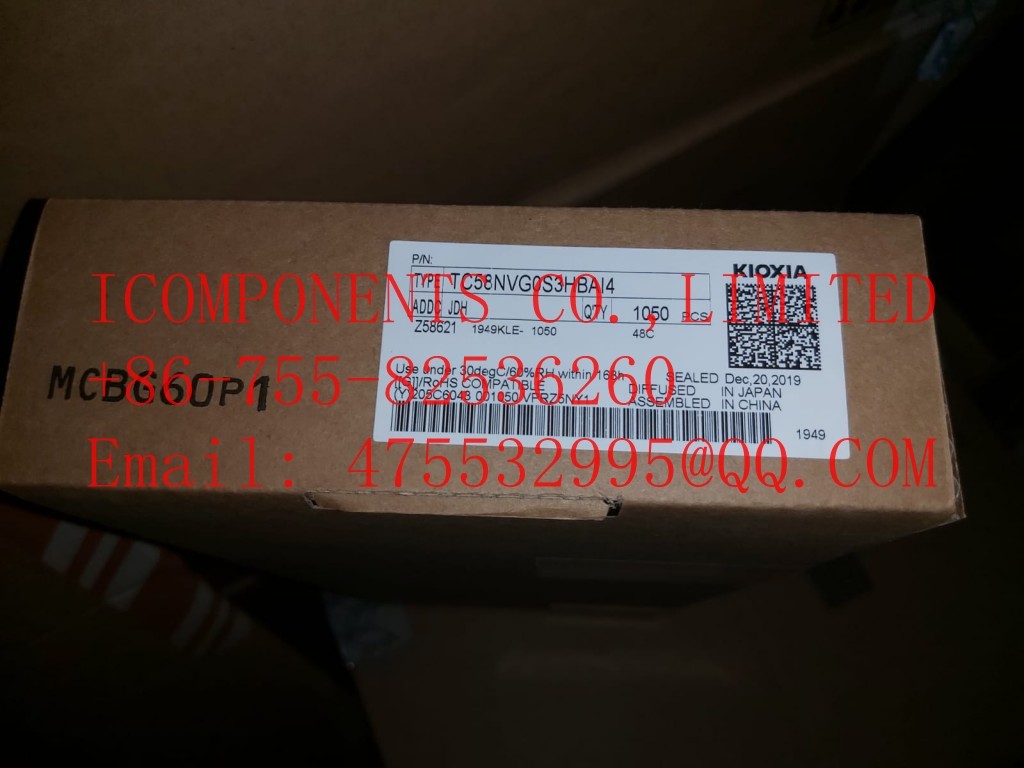 P/N:
KIOXIA
TYPE TC58NVG0S3HBAI4
ICOMPONENTS CO.,LIMITED
ADDC JDH QTY 1050 PCS
Z58621 1949KLE- 1050 48C
+86-755-82536260
MCB660P1
Use under 30degC/60%RH within 168h
SEALED Dec,20,2019
[[G]]/RoHS COMPATIBLE
DIFFUSED IN JAPAN
ASSEMBLED IN CHINA
1949
Email: 475532995@QQ.COM